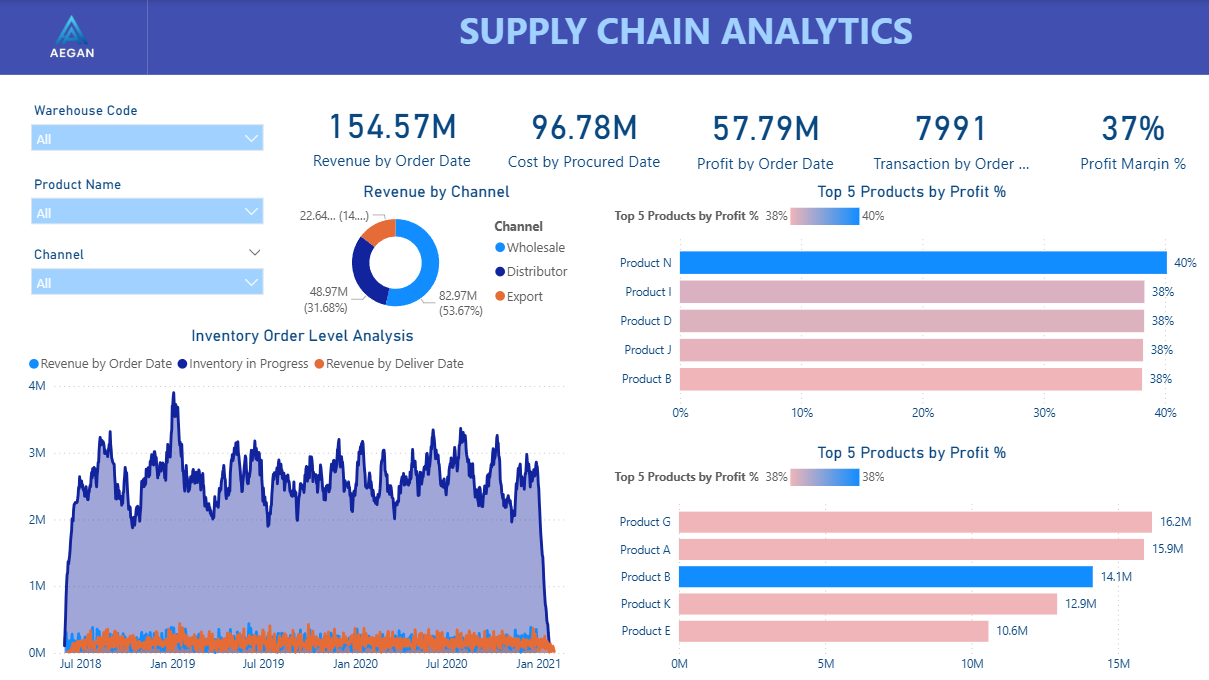 AEGAN
SUPPLY CHAIN ANALYTICS
Warehouse Code
All
Product Name
All
Channel
All
154.57M
Revenue by Order Date
96.78M
Cost by Procured Date
57.79M
Profit by Order Date
7991
Transaction by Order ...
37%
Profit Margin %
Revenue by Channel
22.64... (14....)
48.97M
(31.68%)
82.97M
(53.67%)
Channel
Wholesale
Distributor
Export
Top 5 Products by Profit %
Top 5 Products by Profit % 38% 40%
Product N 40%
Product I 38%
Product D 38%
Product J 38%
Product B 38%
0% 10% 20% 30% 40%
Inventory Order Level Analysis
Revenue by Order Date Inventory in Progress Revenue by Deliver Date
4M
3M
2M
1M
0M
Jul 2018 Jan 2019 Jul 2019 Jan 2020 Jul 2020 Jan 2021
Top 5 Products by Profit %
Top 5 Products by Profit % 38% 38%
Product G 16.2M
Product A 15.9M
Product B 14.1M
Product K 12.9M
Product E 10.6M
0M 5M 10M 15M